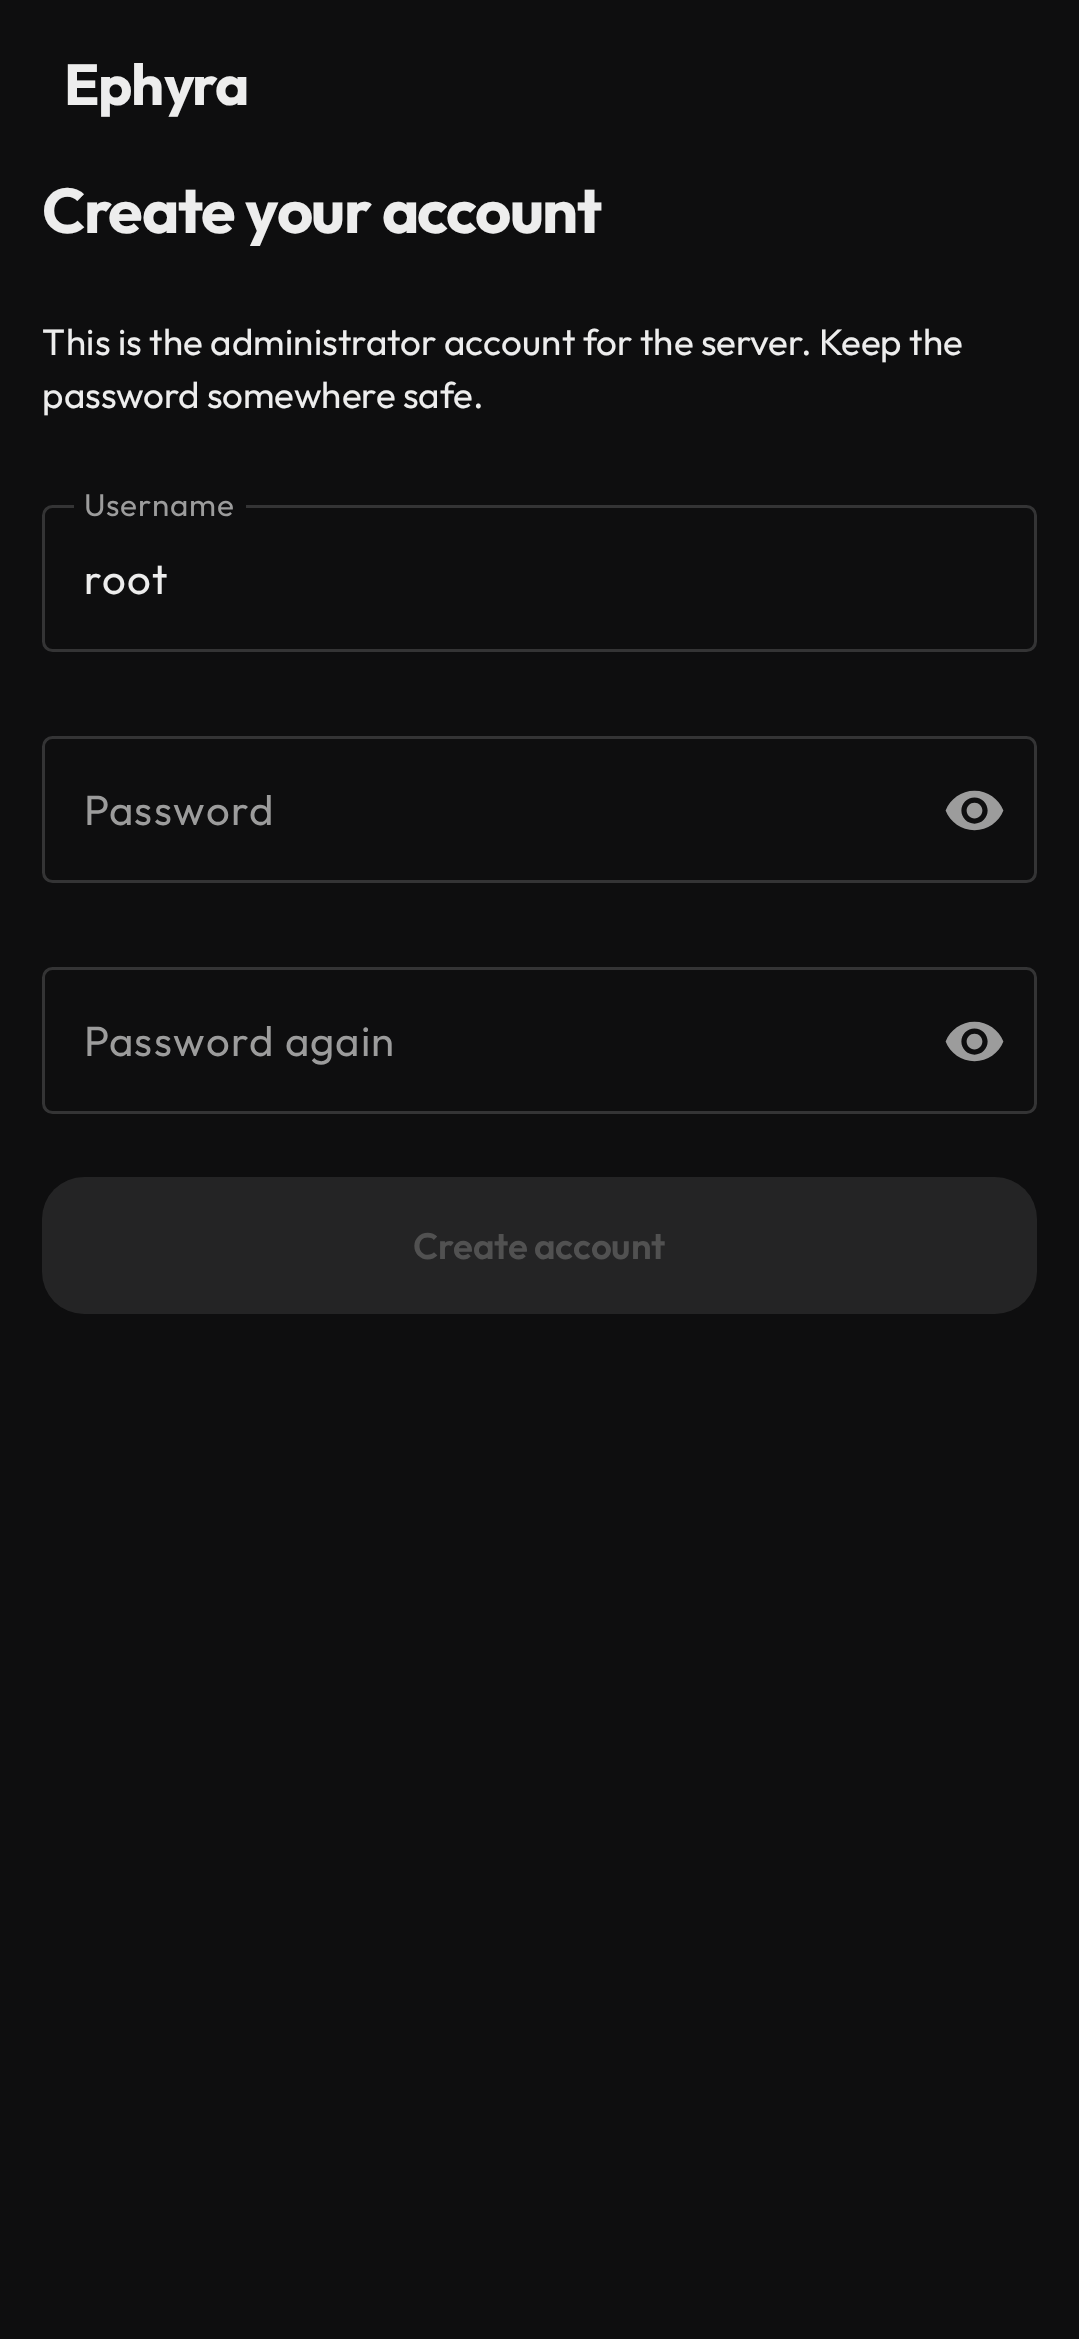 Ephyra
Create your account
This is the administrator account for the server. Keep the
password somewhere safe.
Username
root
Password
Password again
Create account